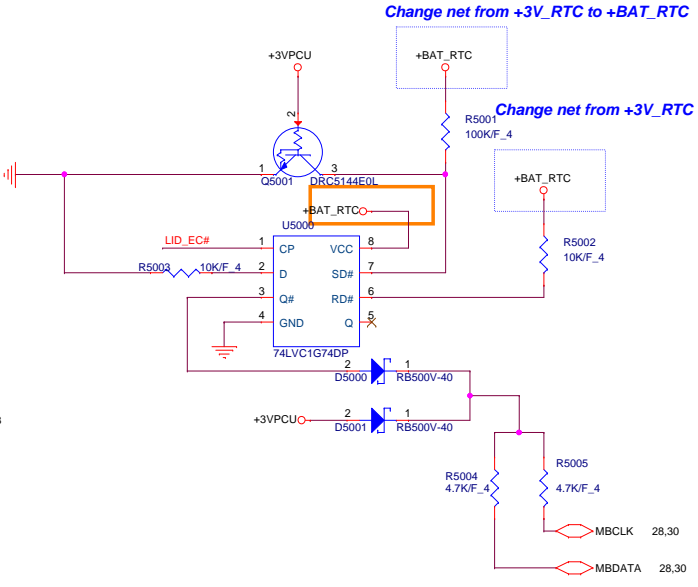 Change net from +3V_RTC to +BAT_RTC
+3VPCU
+BAT_RTC
2
R5001
100K/F_4
Change net from +3V_RTC
1
3
Q5001
DRC5144E0L
+BAT_RTC
+BAT_RTC
U5000
LID_EC#
1
CP
VCC
8
R5002
10K/F_4
R5003
10K/F_4
2
D
SD#
7
3
Q#
RD#
6
4
GND
Q
5
74LVC1G74DP
2
1
D5000
RB500V-40
+3VPCU
2
1
D5001
RB500V-40
R5004
4.7K/F_4
R5005
4.7K/F_4
MBCLK 28,30
MBDATA 28,30